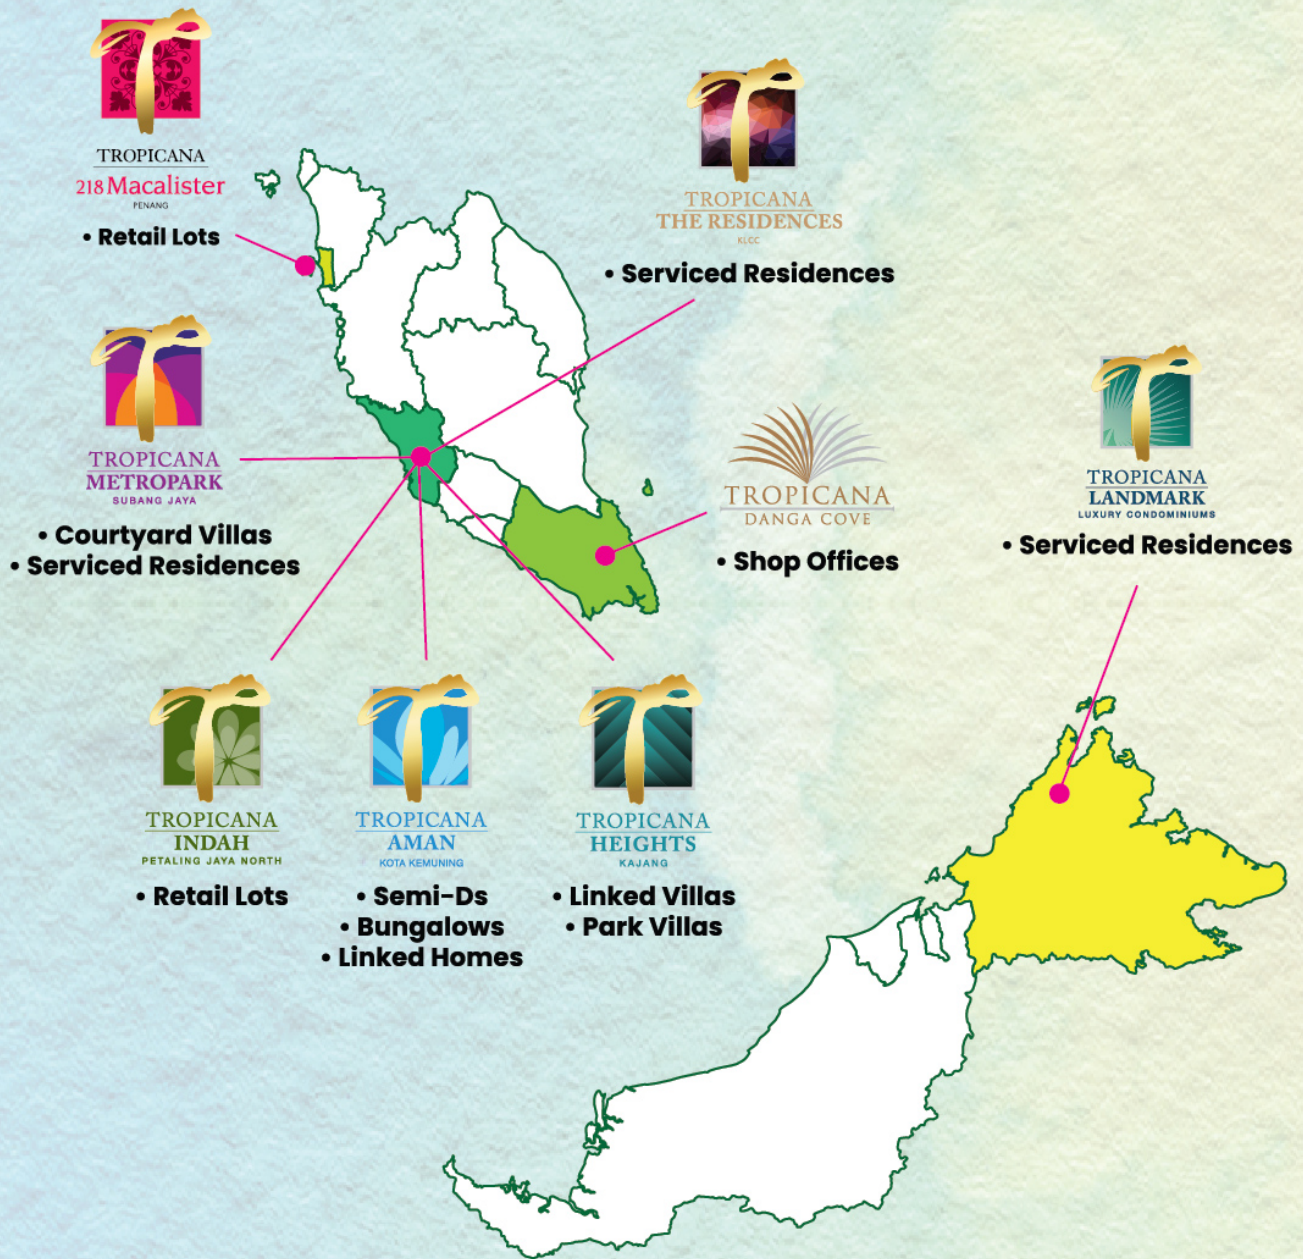 TROPICANA
218 Macalister
PENANG
• Retail Lots
TROPICANA
THE RESIDENCES
KLCC
• Serviced Residences
TROPICANA
METROPARK
SUBANG JAYA
• Courtyard Villas
• Serviced Residences
TROPICANA
DANGA COVE
• Shop Offices
TROPICANA
LANDMARK
LUXURY CONDOMINIUMS
• Serviced Residences
TROPICANA
INDAH
PETALING JAYA NORTH
• Retail Lots
TROPICANA
AMAN
KOTA KEMUNING
• Semi-Ds
• Bungalows
• Linked Homes
TROPICANA
HEIGHTS
KAJANG
• Linked Villas
• Park Villas